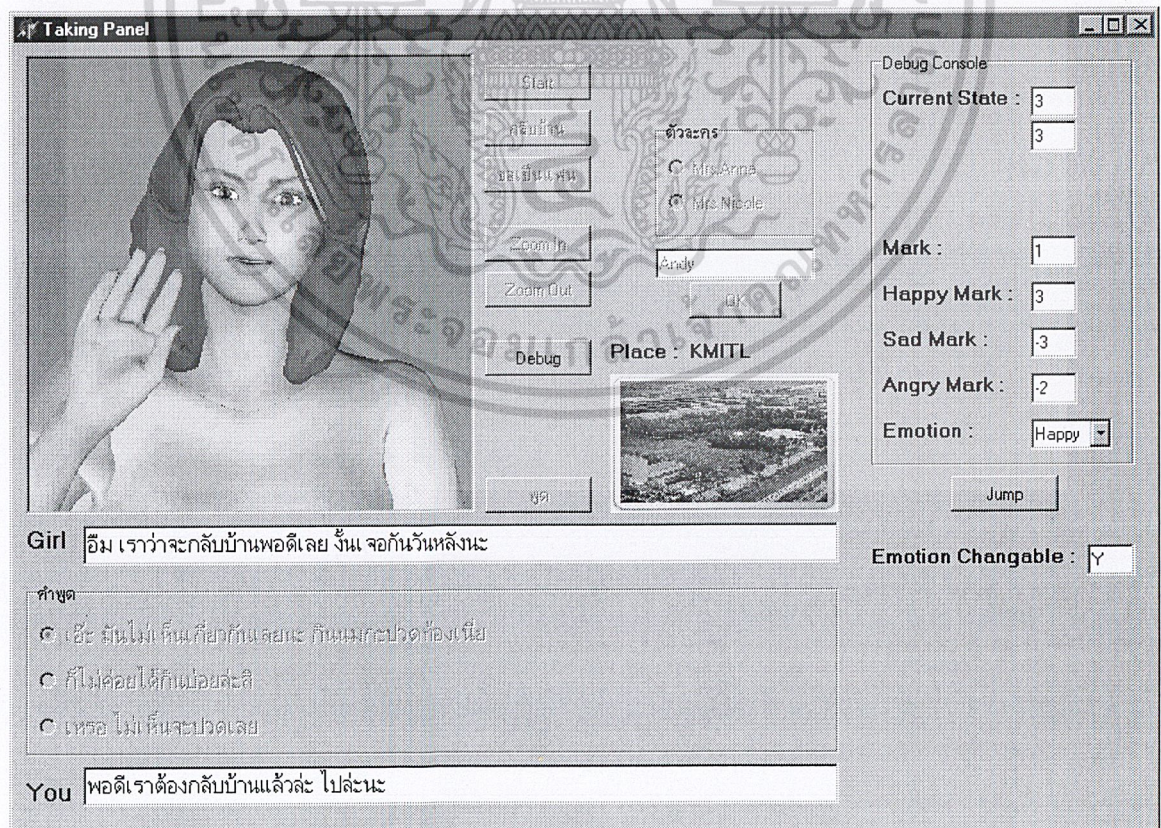 Taking Panel
Start
กลับบ้าน
ขอเป็นแฟน
Zoom In
Zoom Out
Debug
พูด
ตัวละคร
Mrs.Anna
Mrs.Nicole
Andy
OK
Place : KMITL
Debug Console
Current State : 3
3
Mark : 1
Happy Mark : 3
Sad Mark : -3
Angry Mark : -2
Emotion : Happy
Jump
Emotion Changable : Y
Girl อืม เราว่าจะกลับบ้านพอดีเลย งั้นเจอกันวันหลังนะ
คำพูด
เอ๊ะ มันไม่เห็นเกี่ยวกันเลยนะ กินนมกะปวดท้องเนี่ย
ก็ไม่ค่อยได้กินบ่อยล่ะสิ
เหรอ ไม่เห็นจะปวดเลย
You พอดีเราต้องกลับบ้านแล้วล่ะ ไปล่ะนะ